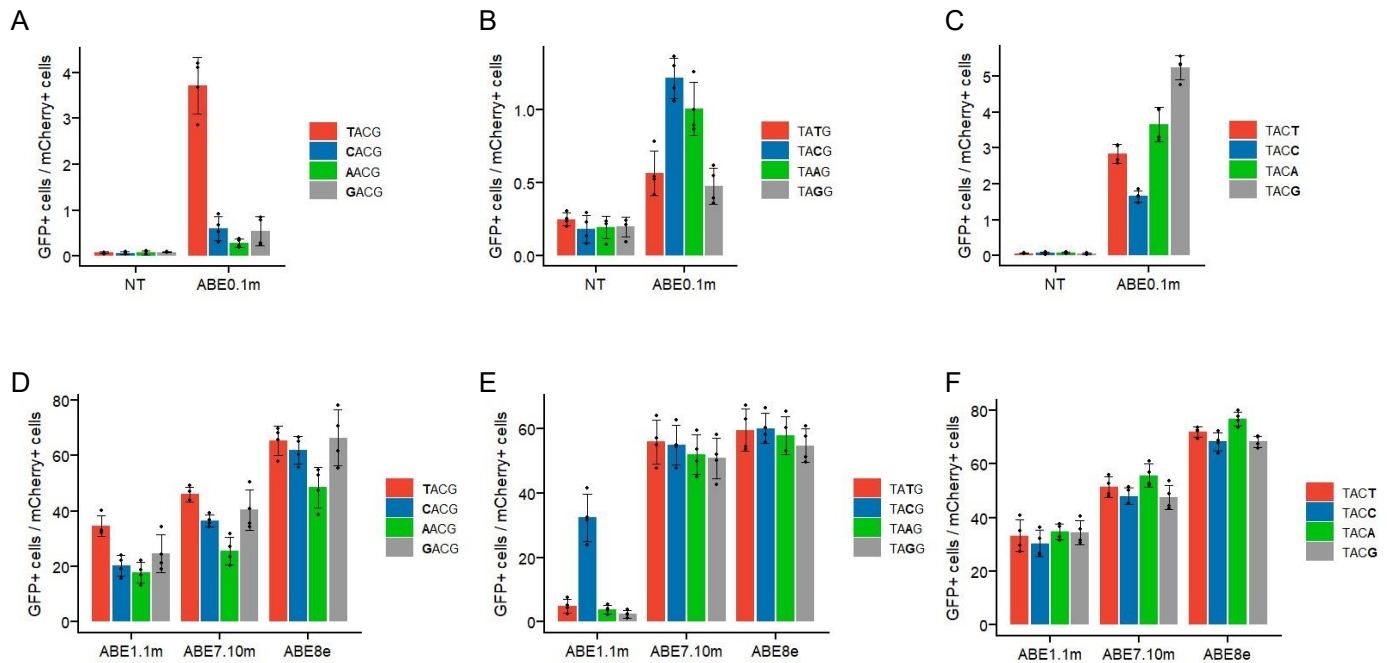 A
GFP+ cells / mCherry+ cells
4
3
2
1
0
NT
ABE0.1m
TACG
CACG
AACG
GACG
B
GFP+ cells / mCherry+ cells
1.0
0.5
0.0
NT
ABE0.1m
TATG
TACG
TAAG
TAGG
C
GFP+ cells / mCherry+ cells
5
4
3
2
1
0
NT
ABE0.1m
TACT
TACC
TACA
TACG
D
GFP+ cells / mCherry+ cells
80
60
40
20
0
ABE1.1m
ABE7.10m
ABE8e
TACG
CACG
AACG
GACG
E
GFP+ cells / mCherry+ cells
60
40
20
0
ABE1.1m
ABE7.10m
ABE8e
TATG
TACG
TAAG
TAGG
F
GFP+ cells / mCherry+ cells
80
60
40
20
0
ABE1.1m
ABE7.10m
ABE8e
TACT
TACC
TACA
TACG